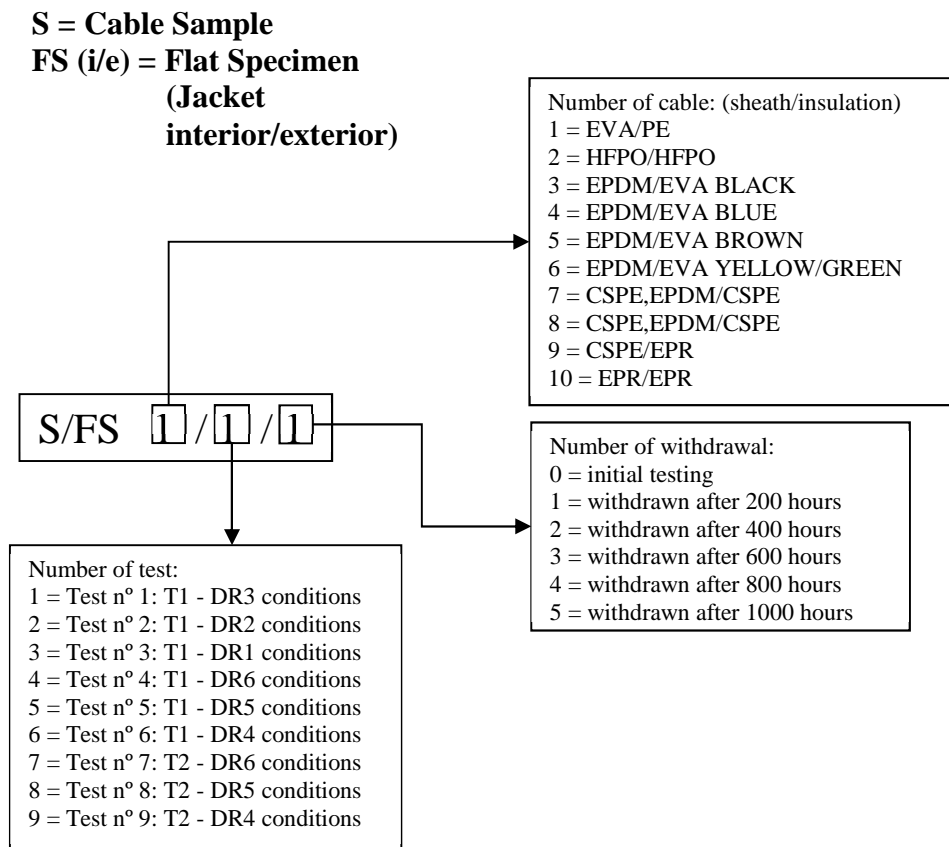 S = Cable Sample
FS (i/e) = Flat Specimen
(Jacket
interior/exterior)
Number of cable: (sheath/insulation)
1 = EVA/PE
2 = HFPO/HFPO
3 = EPDM/EVA BLACK
4 = EPDM/EVA BLUE
5 = EPDM/EVA BROWN
6 = EPDM/EVA YELLOW/GREEN
7 = CSPE,EPDM/CSPE
8 = CSPE,EPDM/CSPE
9 = CSPE/EPR
10 = EPR/EPR
S/FS 1 / 1 / 1
Number of withdrawal:
0 = initial testing
1 = withdrawn after 200 hours
2 = withdrawn after 400 hours
3 = withdrawn after 600 hours
4 = withdrawn after 800 hours
5 = withdrawn after 1000 hours
Number of test:
1 = Test nº 1: T1 - DR3 conditions
2 = Test nº 2: T1 - DR2 conditions
3 = Test nº 3: T1 - DR1 conditions
4 = Test nº 4: T1 - DR6 conditions
5 = Test nº 5: T1 - DR5 conditions
6 = Test nº 6: T1 - DR4 conditions
7 = Test nº 7: T2 - DR6 conditions
8 = Test nº 8: T2 - DR5 conditions
9 = Test nº 9: T2 - DR4 conditions